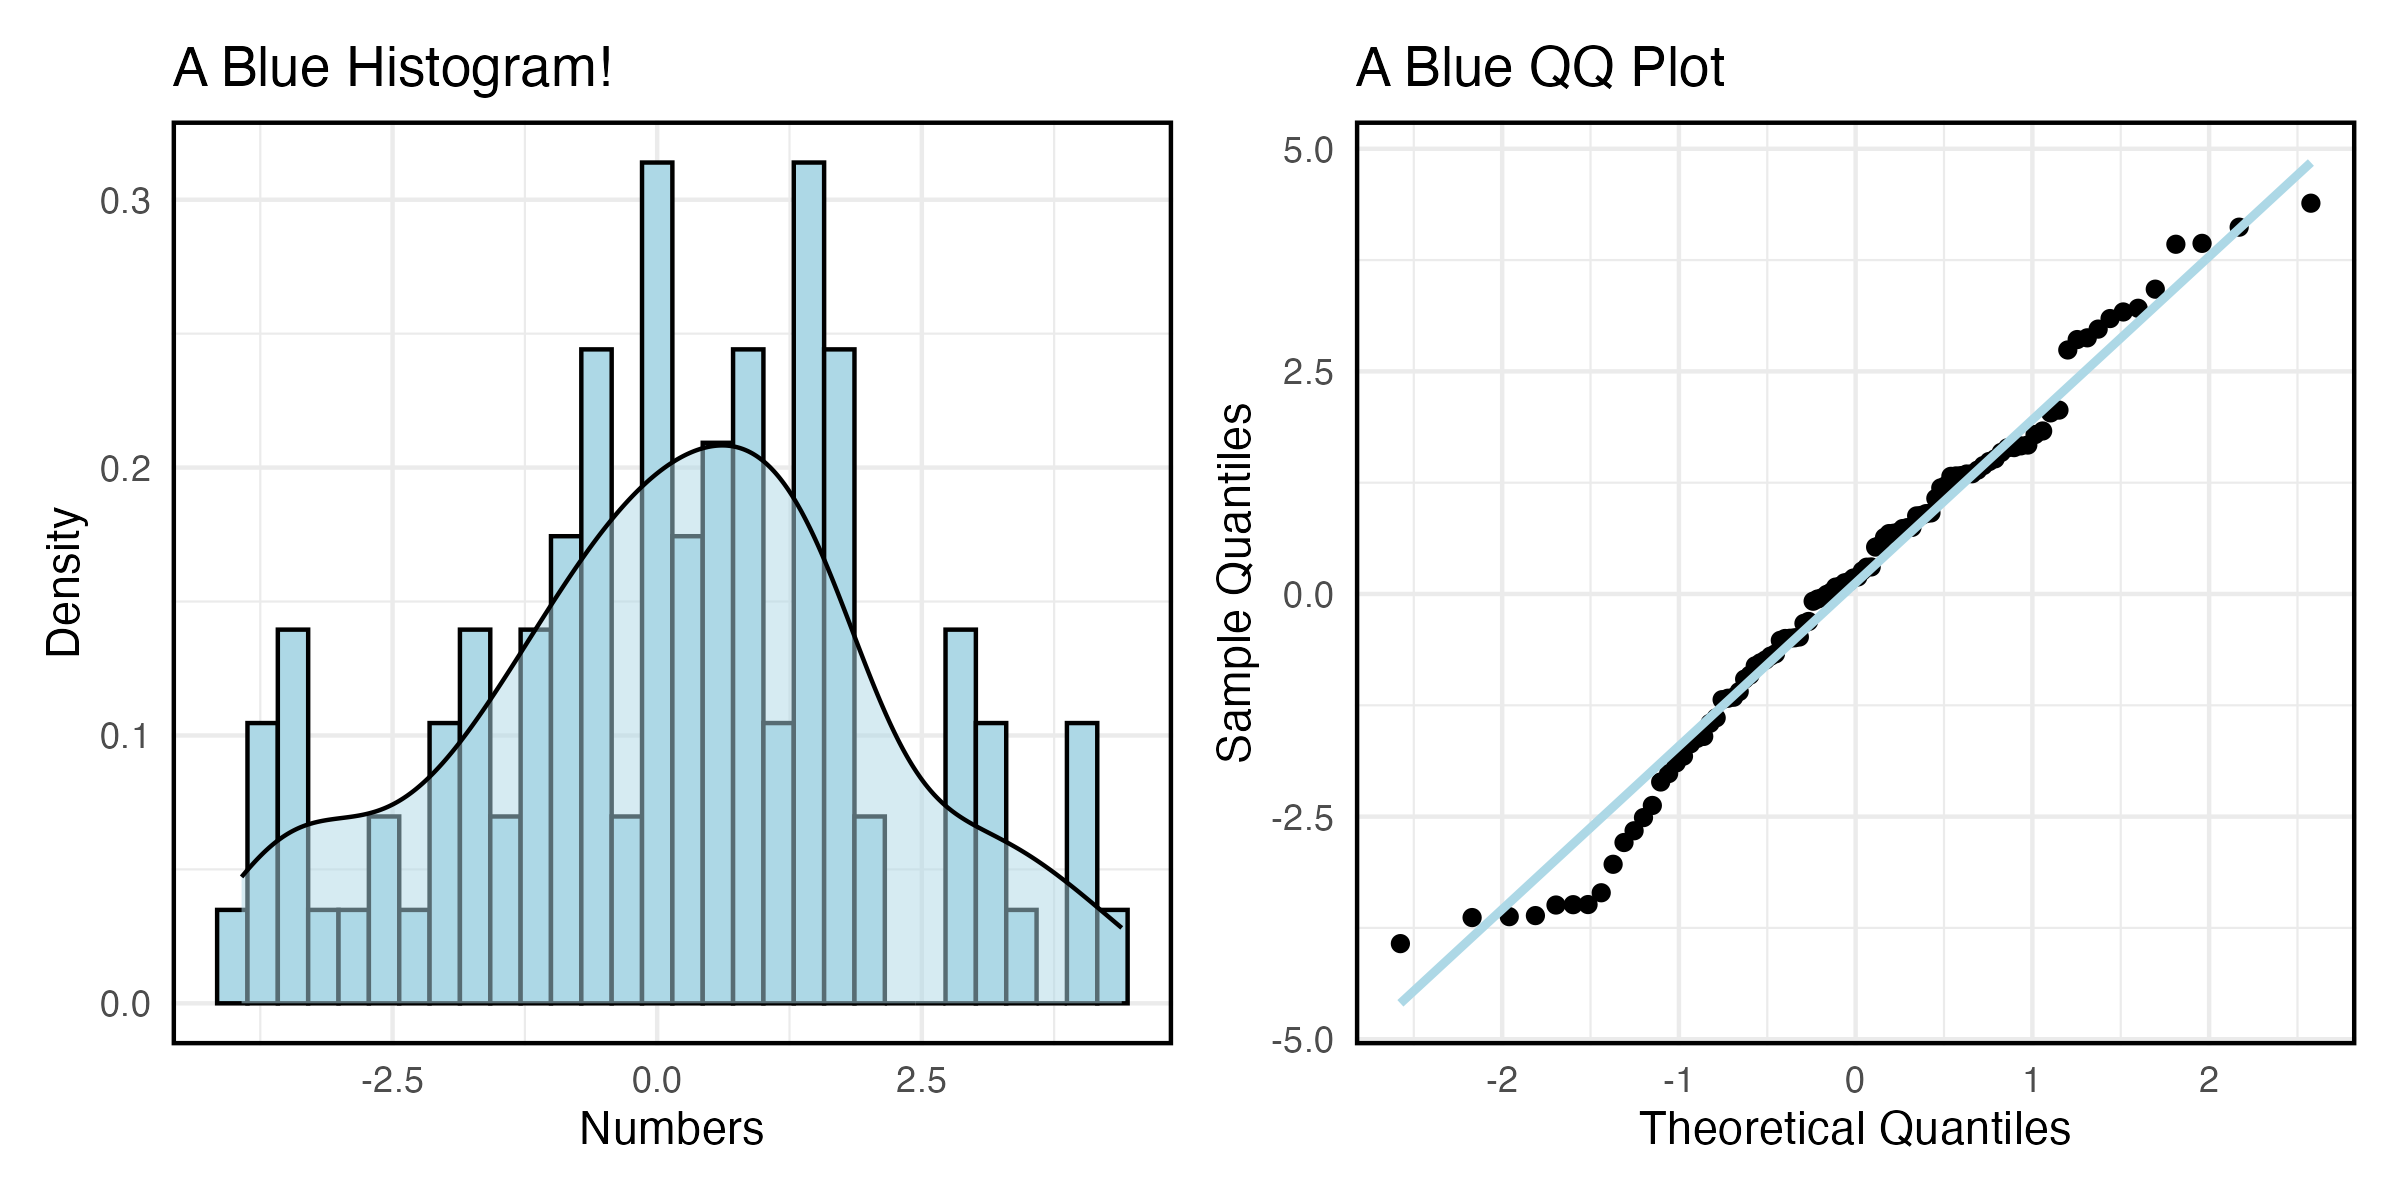 A Blue Histogram!
Density
0.3
0.2
0.1
0.0
-2.5 0.0 2.5
Numbers
A Blue QQ Plot
Sample Quantiles
5.0
2.5
0.0
-2.5
-5.0
-2 -1 0 1 2
Theoretical Quantiles